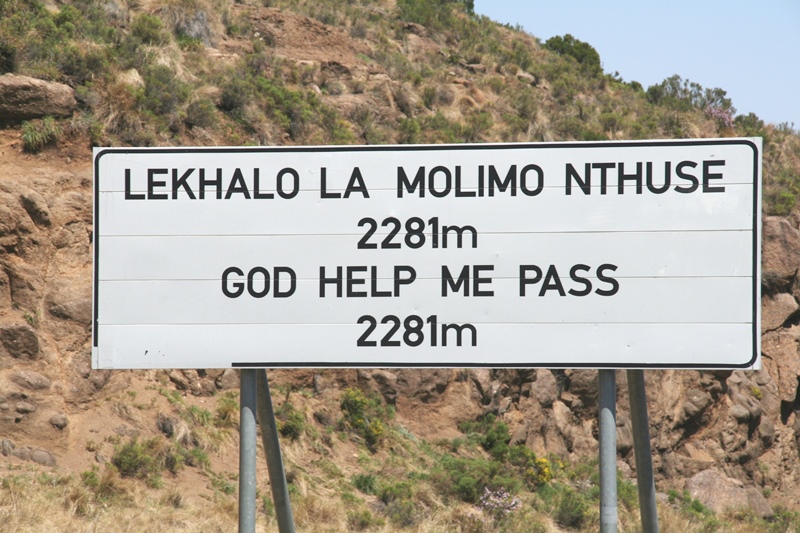 LEKHALO LA MOLIMO NTHUSE
2281m
GOD HELP ME PASS
2281m